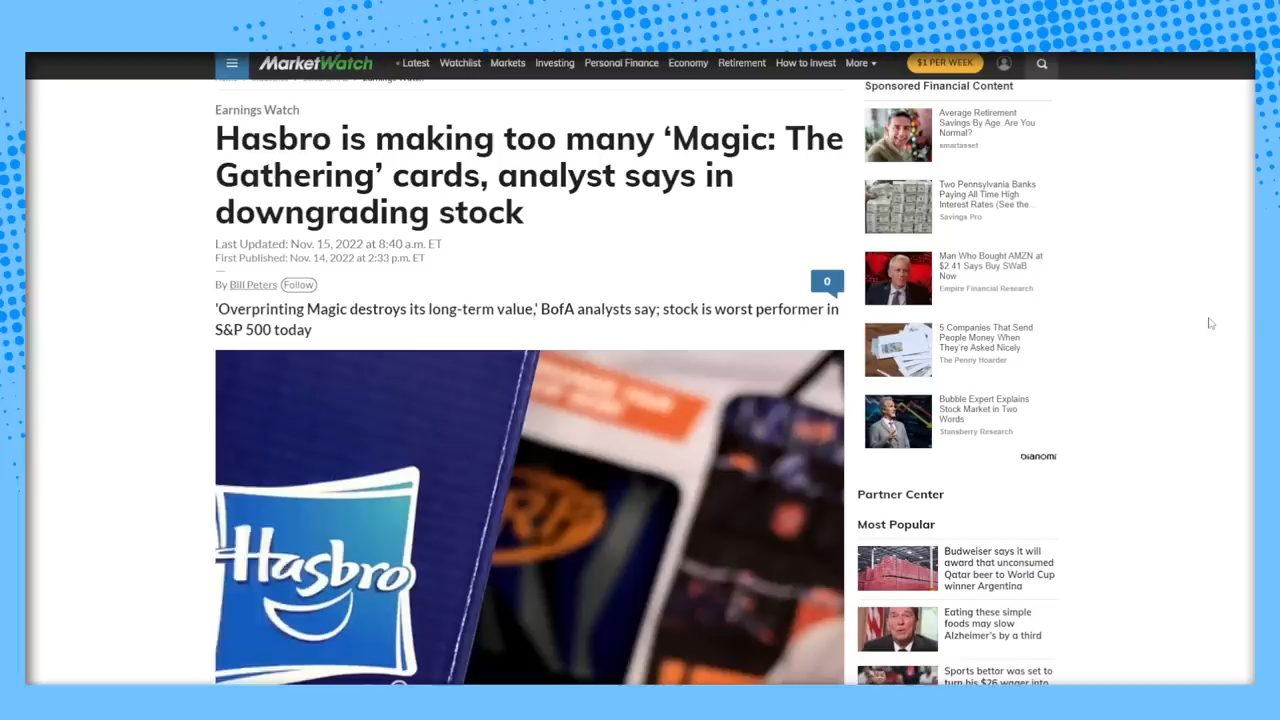 MarketWatch
Latest Watchlist Markets Investing Personal Finance Economy Retirement How to Invest More
$1 PER WEEK
Earnings Watch
Hasbro is making too many ‘Magic: The
Gathering’ cards, analyst says in
downgrading stock
Last Updated: Nov. 15, 2022 at 8:40 a.m. ET
First Published: Nov. 14, 2022 at 2:33 p.m. ET
By Bill Peters Follow
0
'Overprinting Magic destroys its long-term value,' BofA analysts say; stock is worst performer in
S&P 500 today
Hasbro
Sponsored Financial Content
Average Retirement
Savings By Age: Are You
Normal?
smartasset
Two Pennsylvania Banks
Paying All Time High
Interest Rates (See the...
Savings Pro
Man Who Bought AMZN at
$2.41 Says Buy SWaB
Now
Empire Financial Research
5 Companies That Send
People Money When
They're Asked Nicely
The Penny Hoarder
Bubble Expert Explains
Stock Market in Two
Words
Stansberry Research
Partner Center
Most Popular
Budweiser says it will
award that unconsumed
Qatar beer to World Cup
winner Argentina
Eating these simple
foods may slow
Alzheimer's by a third
Sports bettor was set to
turn his $26 wager into